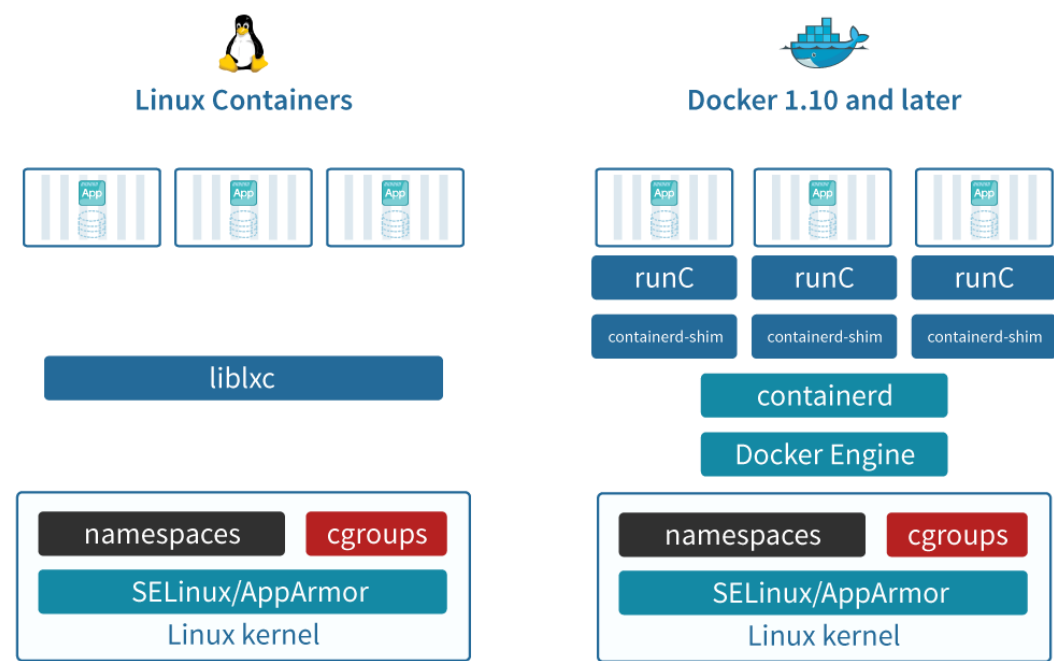 Linux Containers
App
App
App
liblxc
namespaces
cgroups
SELinux/AppArmor
Linux kernel
Docker 1.10 and later
App
App
App
runC
runC
runC
containerd-shim
containerd-shim
containerd-shim
containerd
Docker Engine
namespaces
cgroups
SELinux/AppArmor
Linux kernel